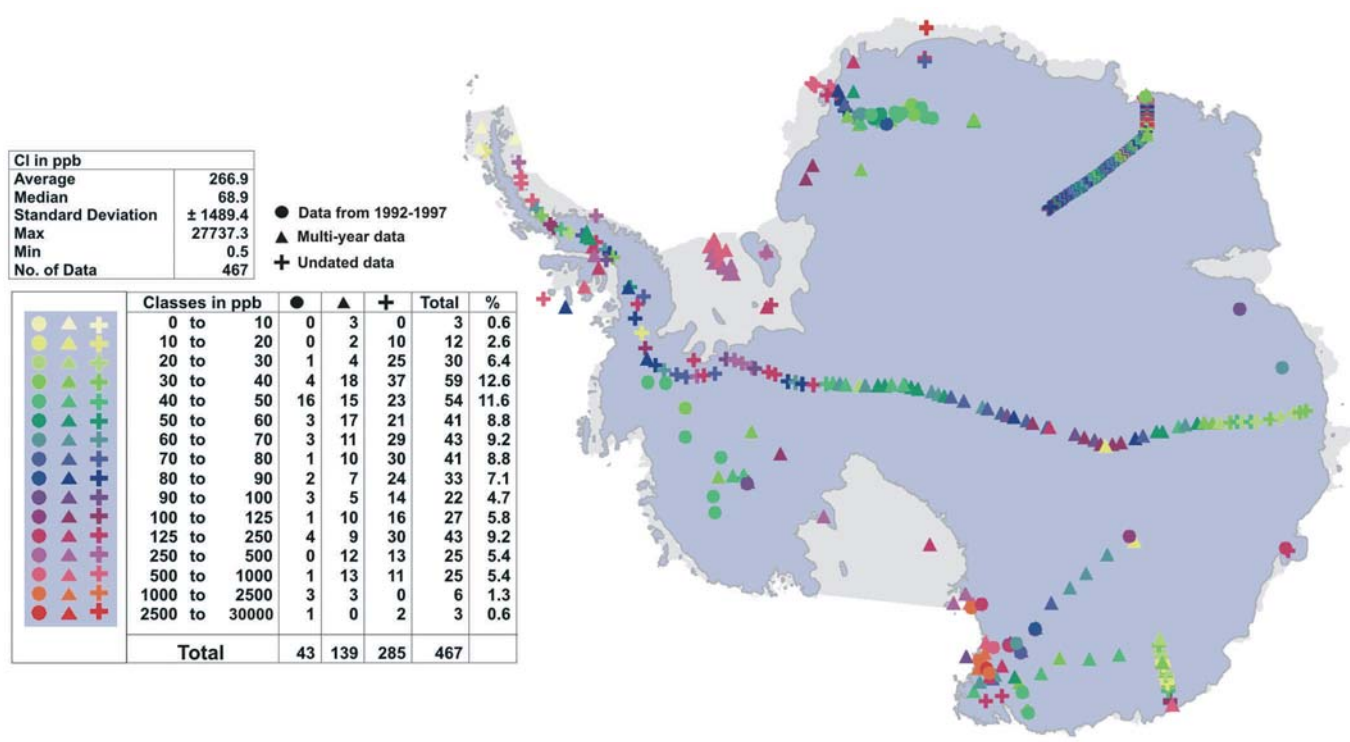 Cl in ppb
Average 266.9
Median 68.9
Standard Deviation ± 1489.4
Max 27737.3
Min 0.5
No. of Data 467
Data from 1992-1997
Multi-year data
Undated data
Classes in ppb Total %
0 to 10 0 3 0 3 0.6
10 to 20 0 2 10 12 2.6
20 to 30 1 4 25 30 6.4
30 to 40 4 18 37 59 12.6
40 to 50 16 15 23 54 11.6
50 to 60 3 17 21 41 8.8
60 to 70 3 11 29 43 9.2
70 to 80 1 10 30 41 8.8
80 to 90 2 7 24 33 7.1
90 to 100 3 5 14 22 4.7
100 to 125 1 10 16 27 5.8
125 to 250 4 9 30 43 9.2
250 to 500 0 12 13 25 5.4
500 to 1000 1 13 11 25 5.4
1000 to 2500 3 3 0 6 1.3
2500 to 30000 1 0 2 3 0.6
Total 43 139 285 467